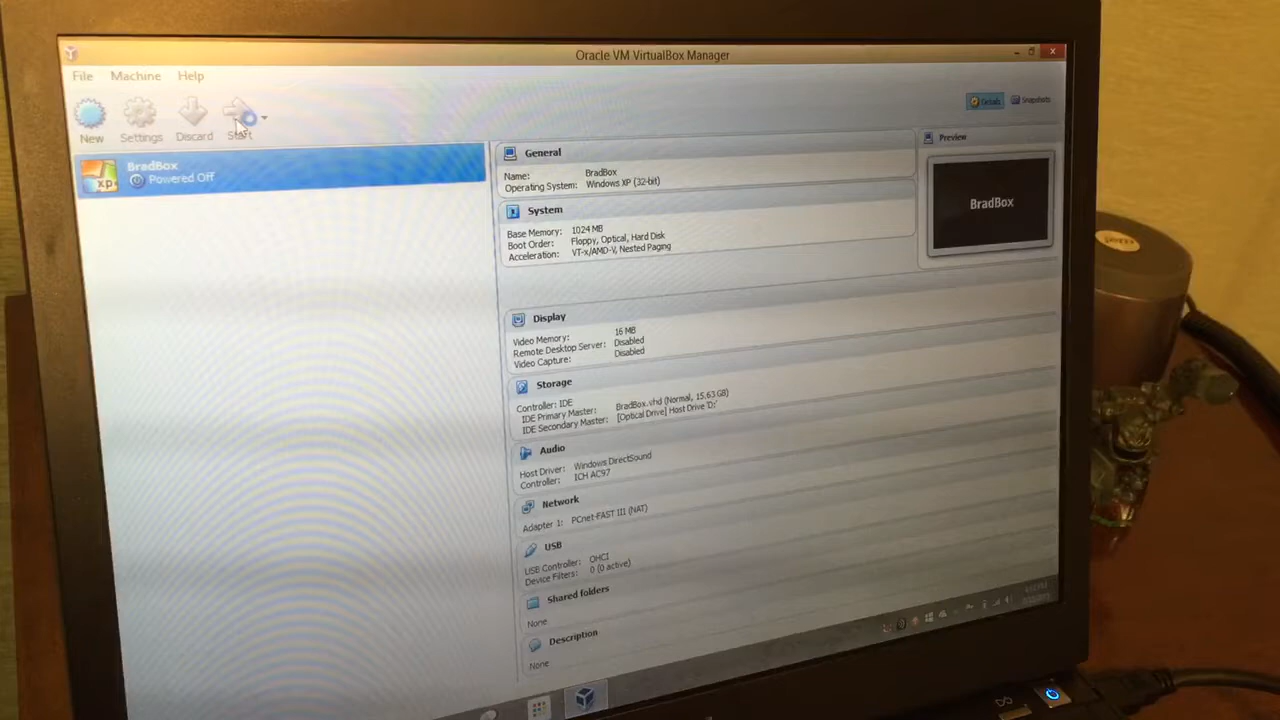 Oracle VM VirtualBox Manager
File Machine Help
New Settings Discard Start
Details Snapshots
BradBox
Powered Off
xp
General
Name: BradBox
Operating System: Windows XP (32-bit)
System
Base Memory: 1024 MB
Boot Order: Floppy, Optical, Hard Disk
Acceleration: VT-x/AMD-V, Nested Paging
Preview
BradBox
Display
Video Memory: 16 MB
Remote Desktop Server: Disabled
Video Capture: Disabled
Storage
Controller: IDE
IDE Primary Master: BradBox.vhd (Normal, 15.63 GB)
IDE Secondary Master: [Optical Drive] Host Drive 'D:'
Audio
Host Driver: Windows DirectSound
Controller: ICH AC97
Network
Adapter 1: PCnet-FAST III (NAT)
USB
USB Controller: OHCI
Device Filters: 0 (0 active)
Shared folders
None
Description
None